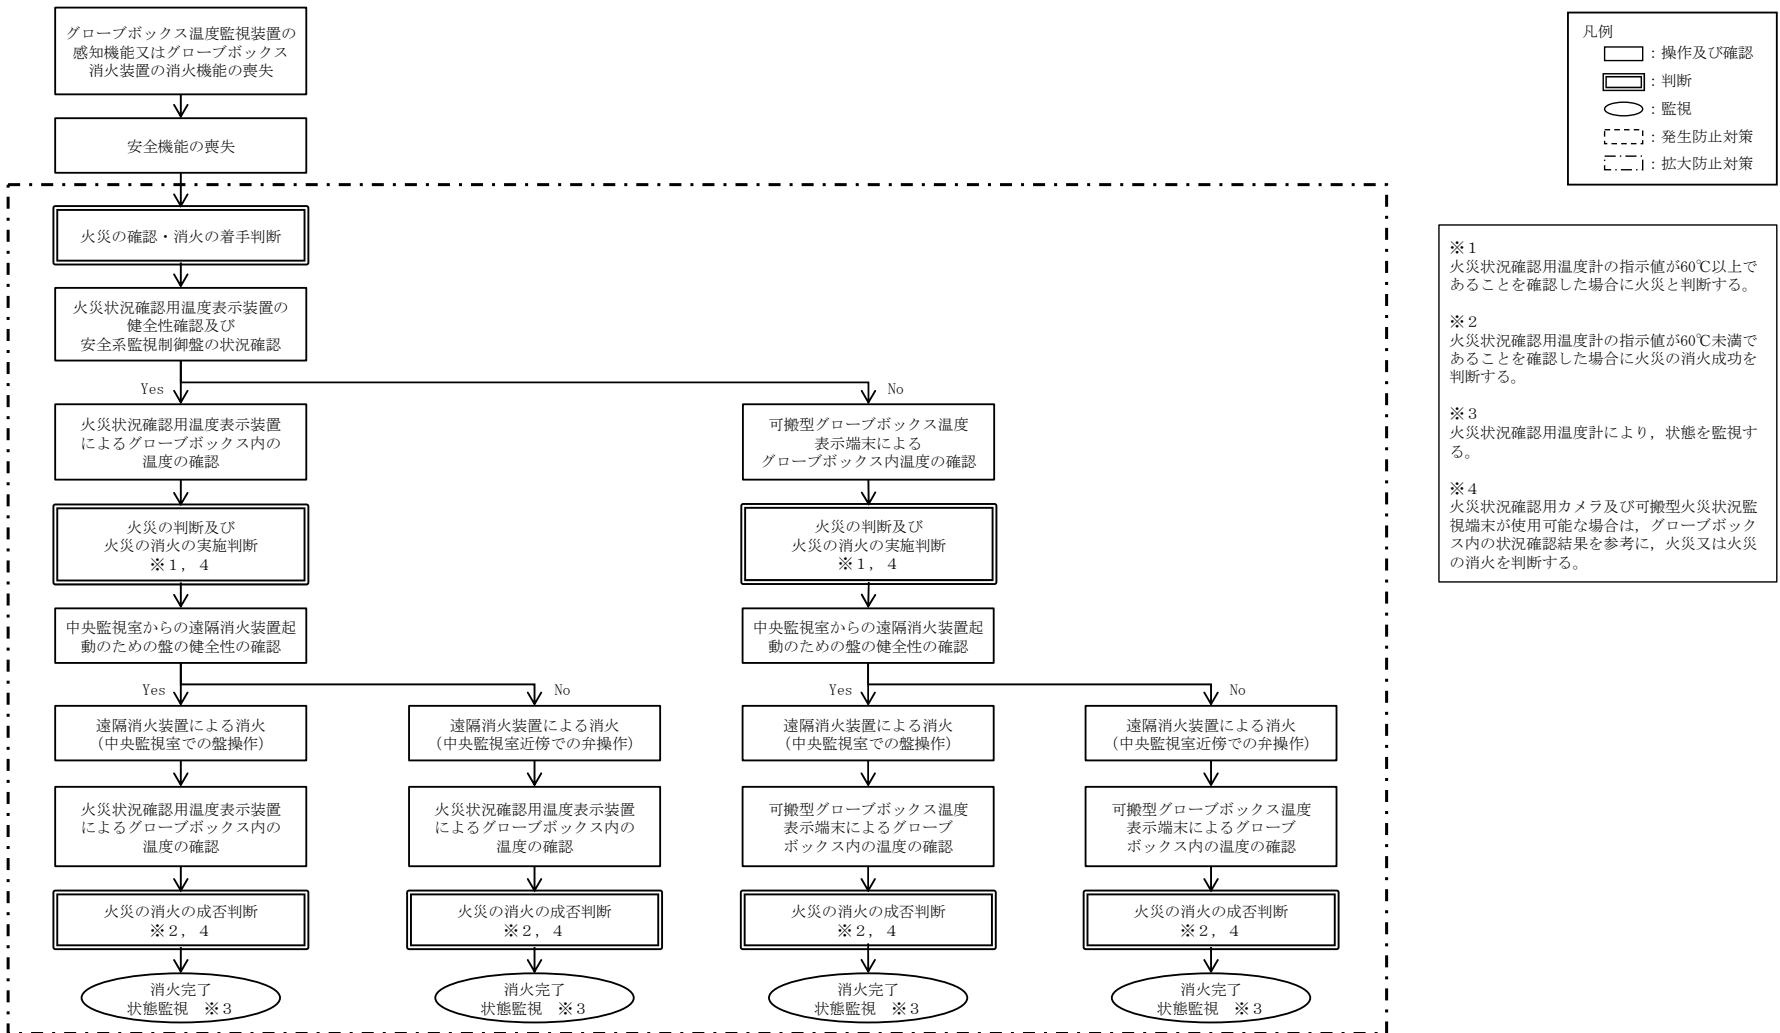 グローブボックス温度監視装置の
感知機能又はグローブボックス
消火装置の消火機能の喪失
安全機能の喪失
火災の確認・消火の着手判断
火災状況確認用温度表示装置の
健全性確認及び
安全系監視制御盤の状況確認
Yes
No
火災状況確認用温度表示装置
によるグローブボックス内の
温度の確認
可搬型グローブボックス温度
表示端末による
グローブボックス内温度の確認
火災の判断及び
火災の消火の実施判断
※1, 4
火災の判断及び
火災の消火の実施判断
※1, 4
中央監視室からの遠隔消火装置起
動のための盤の健全性の確認
中央監視室からの遠隔消火装置起
動のための盤の健全性の確認
Yes
No
Yes
No
遠隔消火装置による消火
(中央監視室での盤操作)
遠隔消火装置による消火
(中央監視室近傍での弁操作)
遠隔消火装置による消火
(中央監視室での盤操作)
遠隔消火装置による消火
(中央監視室近傍での弁操作)
火災状況確認用温度表示装置
によるグローブボックス内の
温度の確認
火災状況確認用温度表示装置
によるグローブボックス内の
温度の確認
可搬型グローブボックス温度
表示端末によるグローブ
ボックス内の温度の確認
可搬型グローブボックス温度
表示端末によるグローブ
ボックス内の温度の確認
火災の消火の成否判断
※2, 4
火災の消火の成否判断
※2, 4
火災の消火の成否判断
※2, 4
火災の消火の成否判断
※2, 4
消火完了
状態監視 ※3
消火完了
状態監視 ※3
消火完了
状態監視 ※3
消火完了
状態監視 ※3
凡例
:操作及び確認
:判断
:監視
:発生防止対策
:拡大防止対策
※1
火災状況確認用温度計の指示値が60℃以上で
あることを確認した場合に火災と判断する。
※2
火災状況確認用温度計の指示値が60℃未満で
あることを確認した場合に火災の消火成功を
判断する。
※3
火災状況確認用温度計により,状態を監視す
る。
※4
火災状況確認用カメラ及び可搬型火災状況監
視端末が使用可能な場合は,グローブボック
ス内の状況確認結果を参考に,火災又は火災
の消火を判断する。